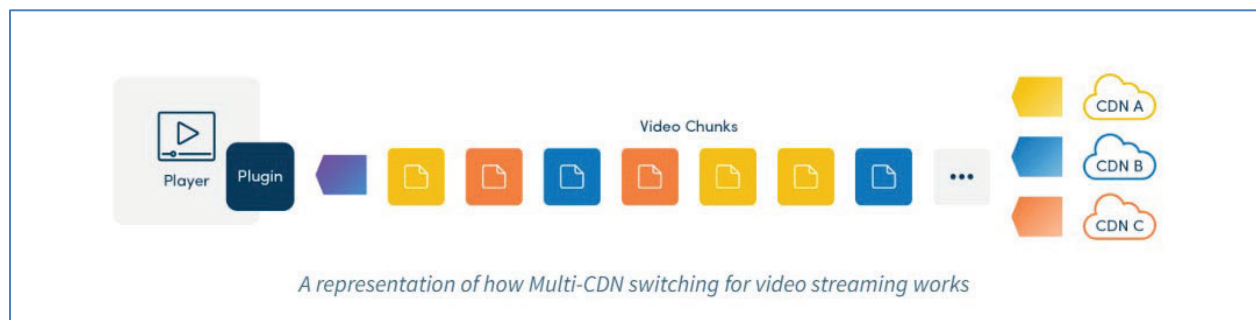 Video Chunks
Player
Plugin
CDN A
CDN B
CDN C
A representation of how Multi-CDN switching for video streaming works